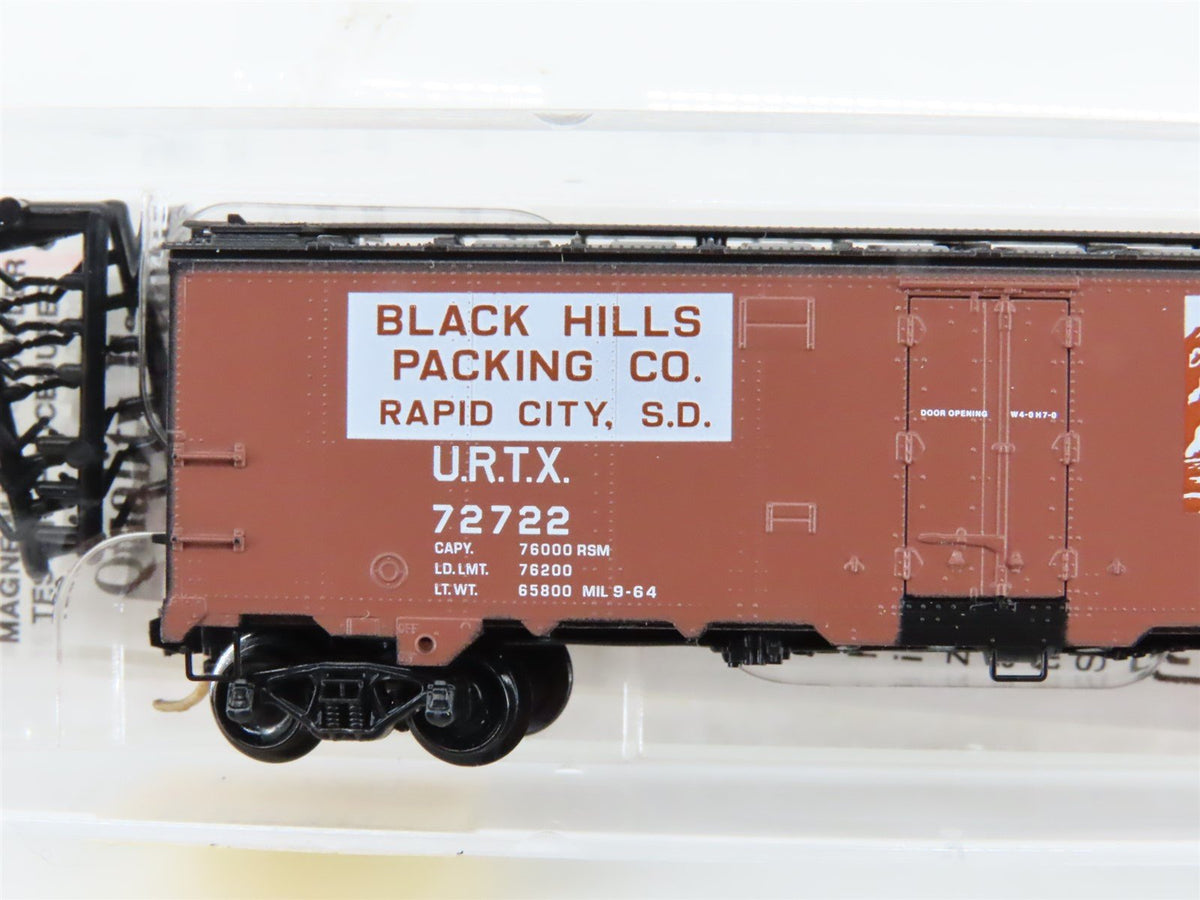 BLACK HILLS
PACKING CO.
RAPID CITY, S.D.
U.R.T.X.
72722
CAPY. 76000 RSM
LD. LMT. 76200
LT. WT. 65800 MIL 9-64
DOOR OPENING W4-0 H7-0